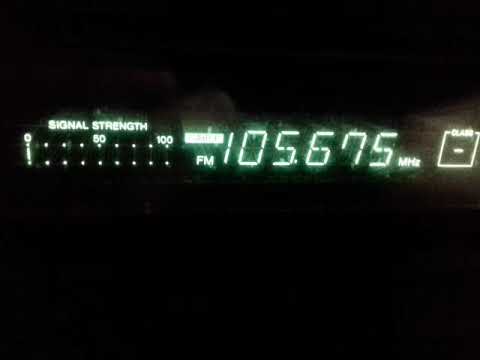 SIGNAL STRENGTH
0 50 100
FM 105.675 MHz
CLASS
-